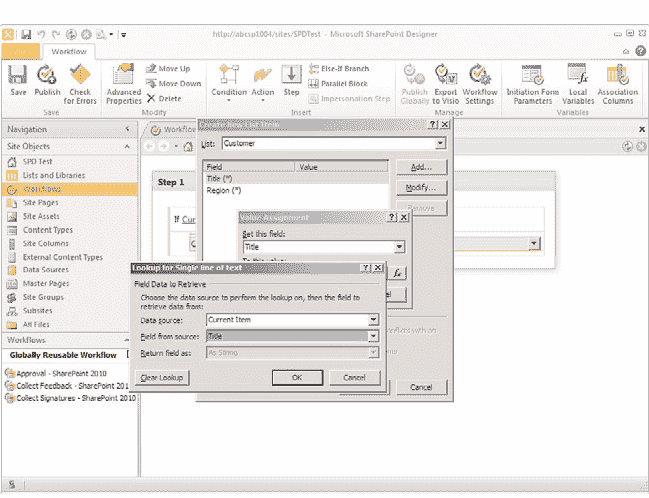 http://abcsp1004/sites/SPDTest - Microsoft SharePoint Designer
Workflow
Save
Publish
Check for Errors
Save
Advanced Properties
Move Up
Move Down
Delete
Modify
Condition
Action
Step
Else-If Branch
Parallel Block
Impersonation Step
Insert
Publish Globally
Export to Visio
Workflow Settings
Manage
Initiation Form Parameters
Local Variables
Association Columns
Variables
Navigation
Site Objects
SPD Test
Lists and Libraries
Workflows
Site Pages
Site Assets
Content Types
Site Columns
External Content Types
Data Sources
Master Pages
Site Groups
Subsites
All Files
Workflows
Globally Reusable Workflow
Approval - SharePoint 2010
Collect Feedback - SharePoint 2010
Collect Signatures - SharePoint 2010
Workflow
Step 1
If Cur
Create New List Item
List: Customer
Field Value
Title (*)
Region (*)
Add...
Modify...
Remove
Value Assignment
Set this field:
Title
To this value:
fx
Lookup for Single line of text
Field Data to Retrieve
Choose the data source to perform the lookup on, then the field to
retrieve data from:
Data source: Current Item
Field from source: Title
Return field as: As String
Clear Lookup
OK
Cancel
Cancel